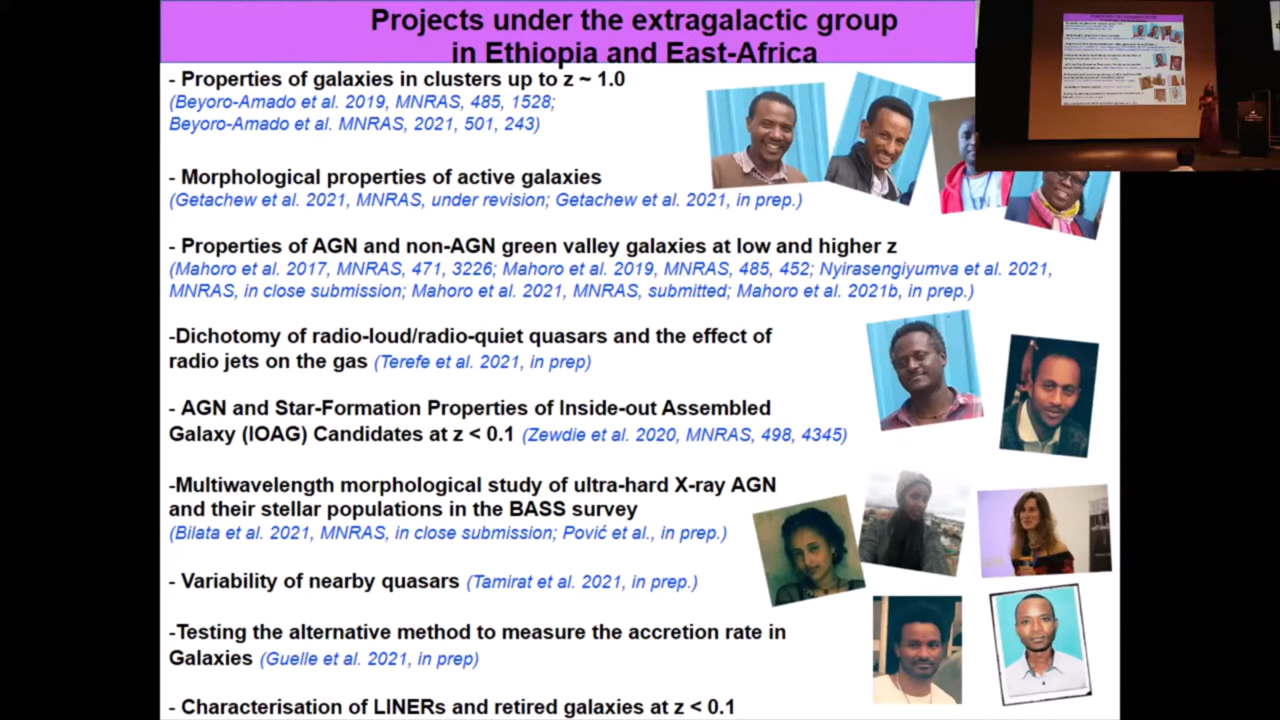 Projects under the extragalactic group
in Ethiopia and East-Africa
- Properties of galaxies in clusters up to z ~ 1.0
(Beyoro-Amado et al. 2019, MNRAS, 485, 1528;
Beyoro-Amado et al. MNRAS, 2021, 501, 243)
- Morphological properties of active galaxies
(Getachew et al. 2021, MNRAS, under revision; Getachew et al. 2021, in prep.)
- Properties of AGN and non-AGN green valley galaxies at low and higher z
(Mahoro et al. 2017, MNRAS, 471, 3226; Mahoro et al. 2019, MNRAS, 485, 452; Nyirasengiyumva et al. 2021,
MNRAS, in close submission; Mahoro et al. 2021, MNRAS, submitted; Mahoro et al. 2021b, in prep.)
-Dichotomy of radio-loud/radio-quiet quasars and the effect of
radio jets on the gas (Terefe et al. 2021, in prep)
- AGN and Star-Formation Properties of Inside-out Assembled
Galaxy (IOAG) Candidates at z < 0.1 (Zewdie et al. 2020, MNRAS, 498, 4345)
-Multiwavelength morphological study of ultra-hard X-ray AGN
and their stellar populations in the BASS survey
(Bilata et al. 2021, MNRAS, in close submission; Pović et al., in prep.)
- Variability of nearby quasars (Tamirat et al. 2021, in prep.)
-Testing the alternative method to measure the accretion rate in
Galaxies (Guelle et al. 2021, in prep)
- Characterisation of LINERs and retired galaxies at z < 0.1